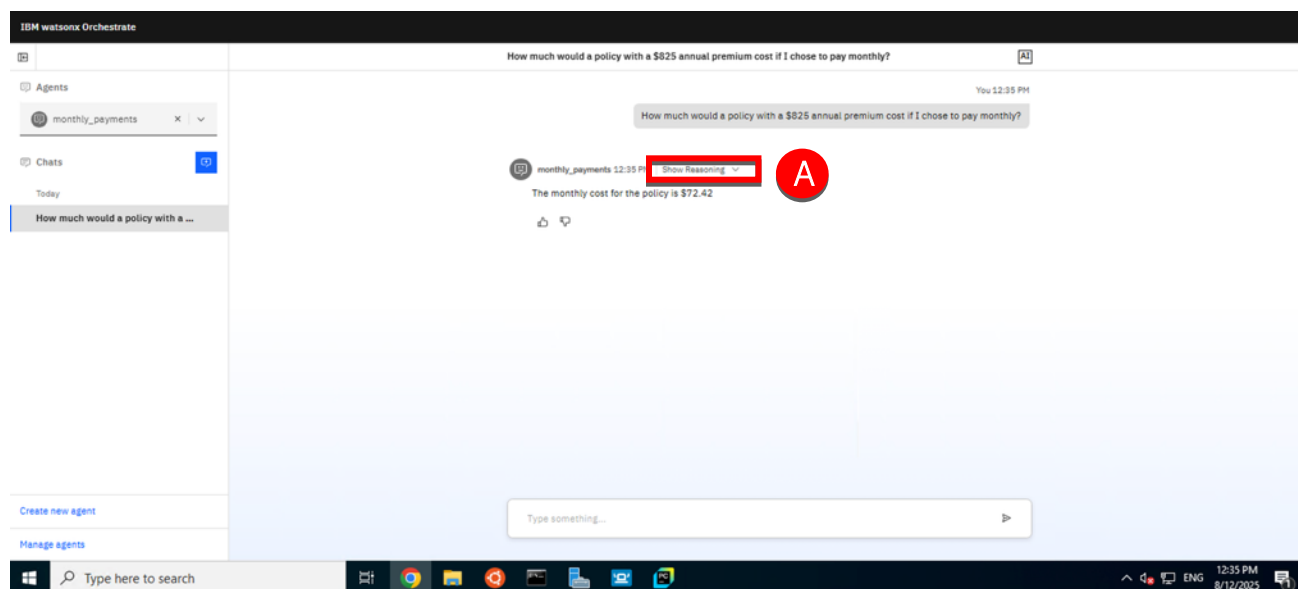 IBM watsonx Orchestrate
How much would a policy with a $825 annual premium cost if I chose to pay monthly?
AI
Agents
monthly_payments
Chats
Today
How much would a policy with a ...
You 12:35 PM
How much would a policy with a $825 annual premium cost if I chose to pay monthly?
monthly_payments 12:35 PM Show Reasoning
A
The monthly cost for the policy is $72.42
Create new agent
Manage agents
Type something...
Type here to search
PC
ENG
12:35 PM
8/12/2025
1